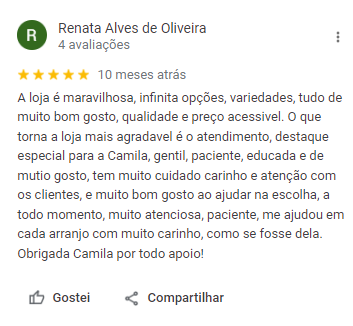 R
Renata Alves de Oliveira
4 avaliações
10 meses atrás
A loja é maravilhosa, infinita opções, variedades, tudo de
muito bom gosto, qualidade e preço acessivel. O que
torna a loja mais agradavel é o atendimento, destaque
especial para a Camila, gentil, paciente, educada e de
mutio gosto, tem muito cuidado carinho e atenção com
os clientes, e muito bom gosto ao ajudar na escolha, a
todo momento, muito atenciosa, paciente, me ajudou em
cada arranjo com muito carinho, como se fosse dela.
Obrigada Camila por todo apoio!
Gostei
Compartilhar